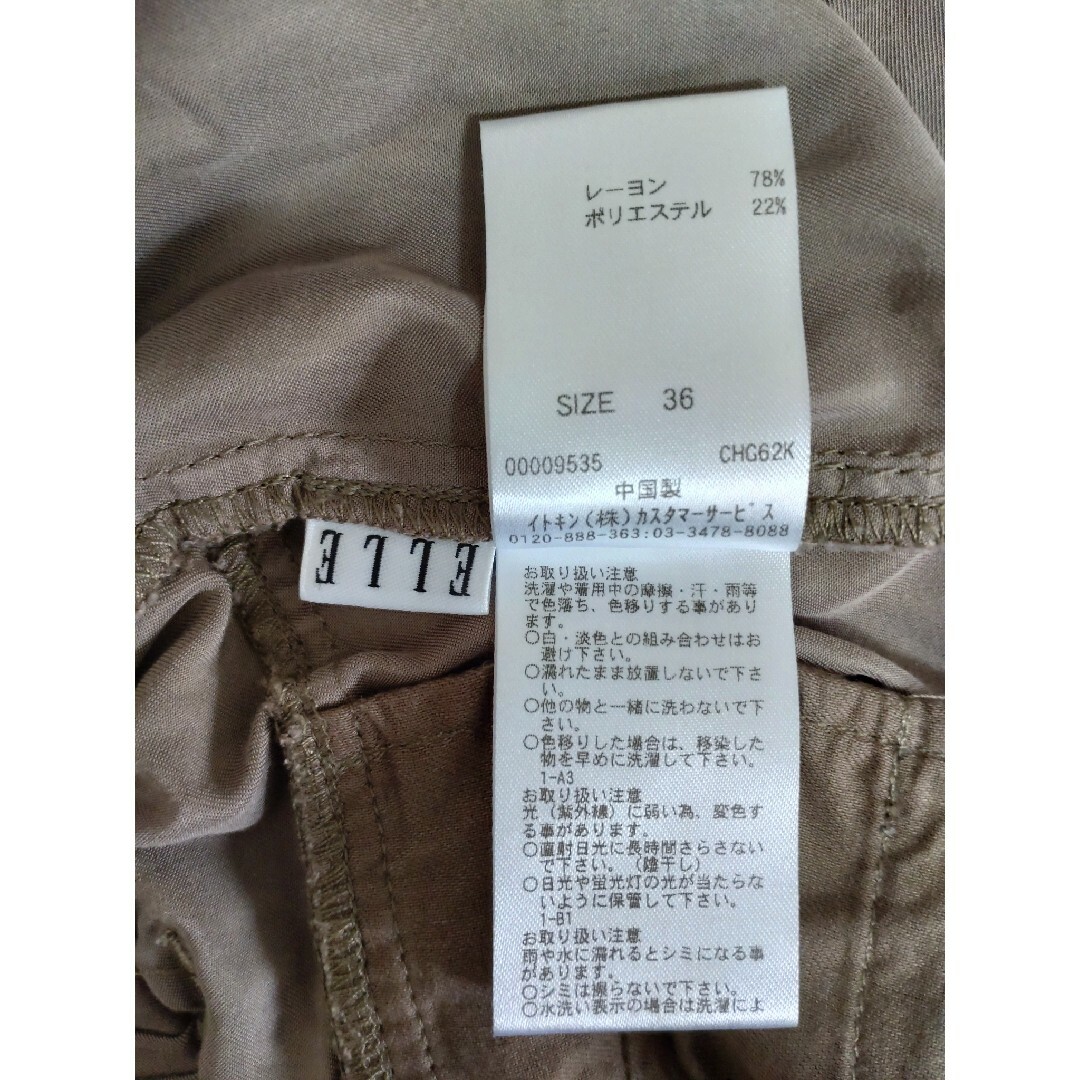 レーヨン 78%
ポリエステル 22%
SIZE 36
00009535 CHG62K
中国製
イトキン(株)カスタマーサービス
0120-888-363:03-3478-8088
ELLE
お取り扱い注意
洗濯や着用中の摩擦・汗・雨等
で色落ち、色移りする事があり
ます。
○白・淡色との組み合わせはお
避け下さい。
○濡れたまま放置しないで下さ
い。
○他の物と一緒に洗わないで下
さい。
○色移りした場合は、移染した
物を早めに洗濯して下さい。
1-A3
お取り扱い注意
光(紫外線)に弱い為、変色す
る事があります。
○直射日光に長時間さらさない
で下さい。(陰干し)
○日光や蛍光灯の光が当たらな
いように保管して下さい。
1-B1
お取り扱い注意
雨や水に濡れるとシミになる事
があります。
○シミは擦らないで下さい。
○水洗い表示の場合は洗濯によ